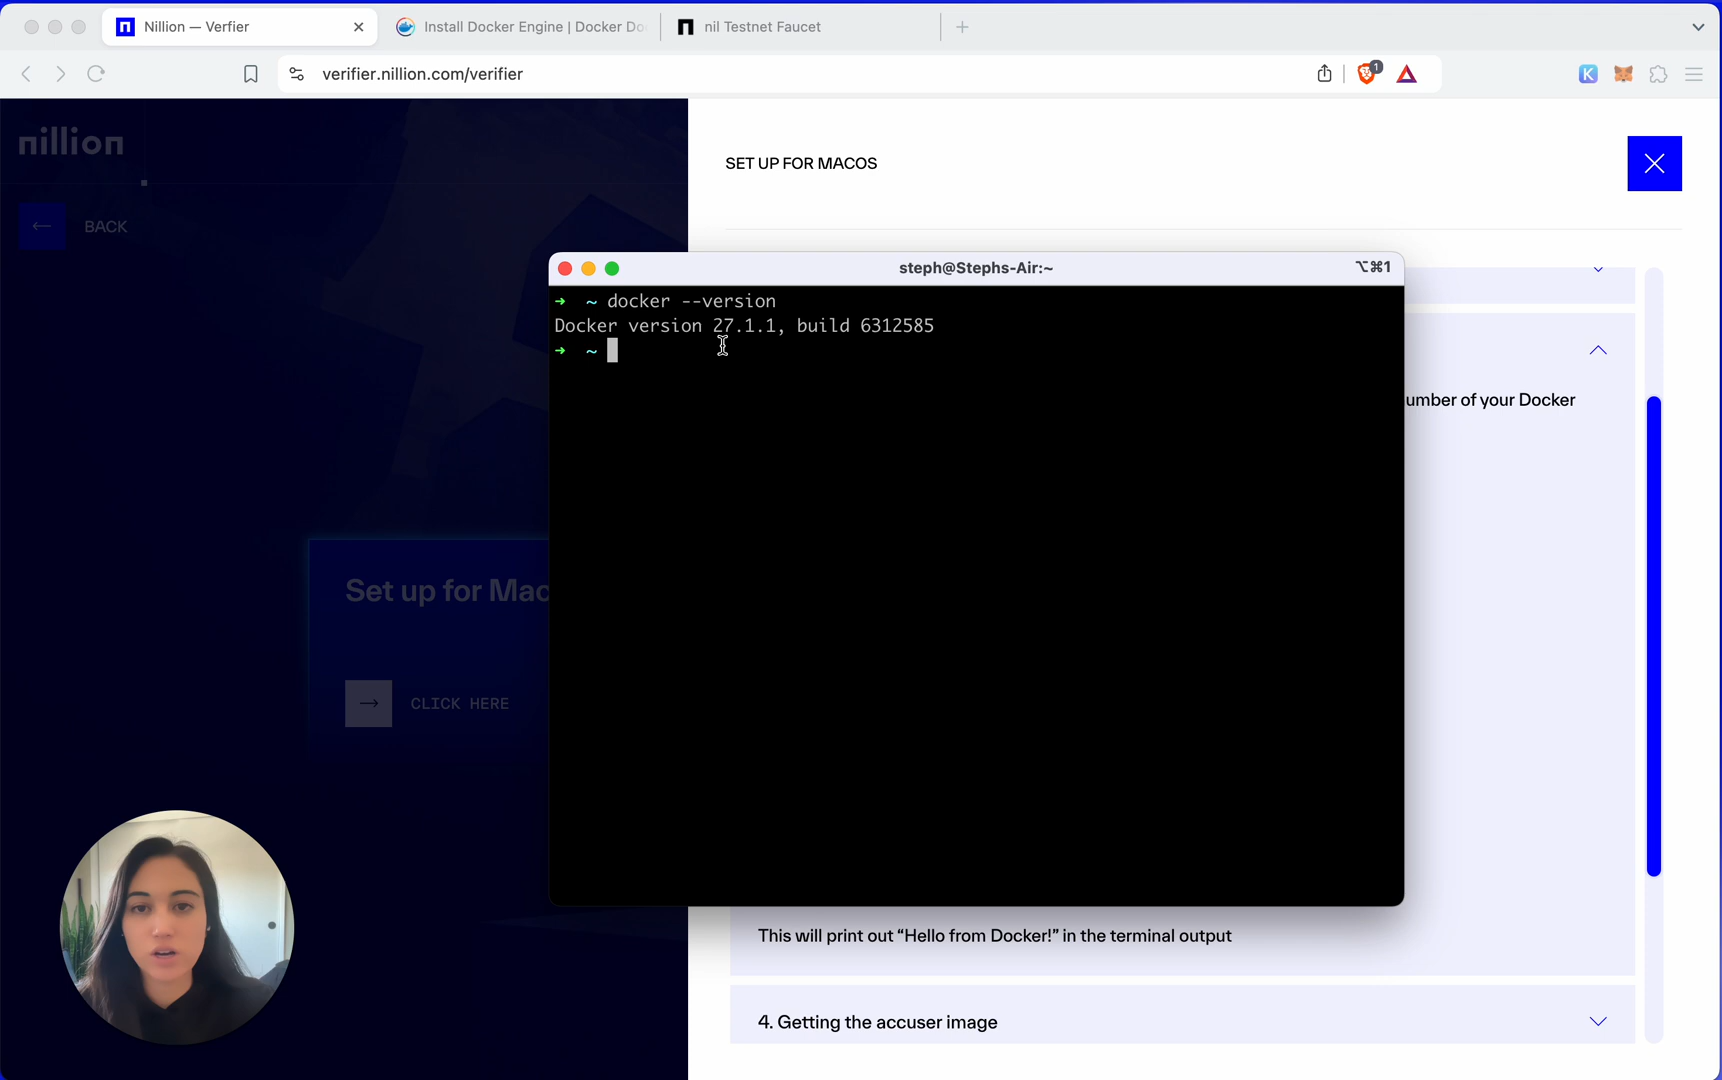 Nillion — Verfier
Install Docker Engine | Docker Do
nil Testnet Faucet
verifier.nillion.com/verifier
1
K
nillion
BACK
SET UP FOR MACOS
steph@Stephs-Air:~
⌥⌘1
➜ ~ docker --version
Docker version 27.1.1, build 6312585
➜ ~
umber of your Docker
Set up for Mac
CLICK HERE
This will print out “Hello from Docker!” in the terminal output
4. Getting the accuser image